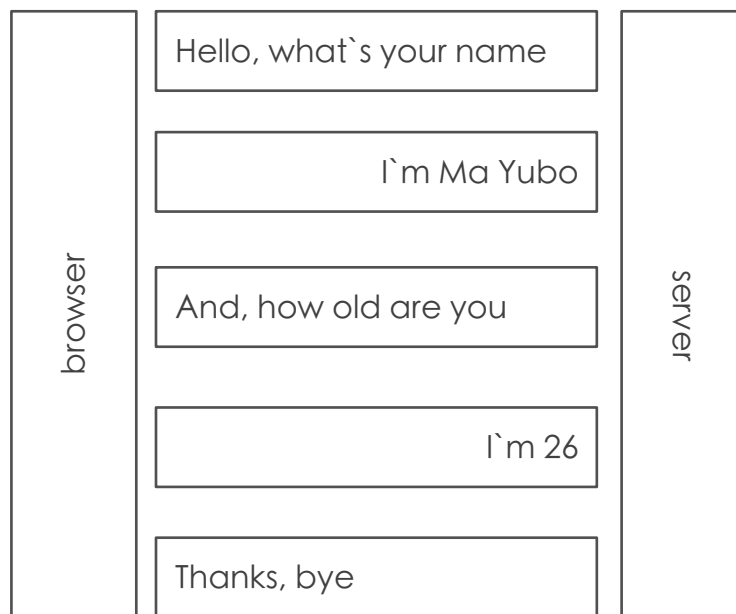 Hello, what`s your name
I`m Ma Yubo
browser
server
And, how old are you
I`m 26
Thanks, bye